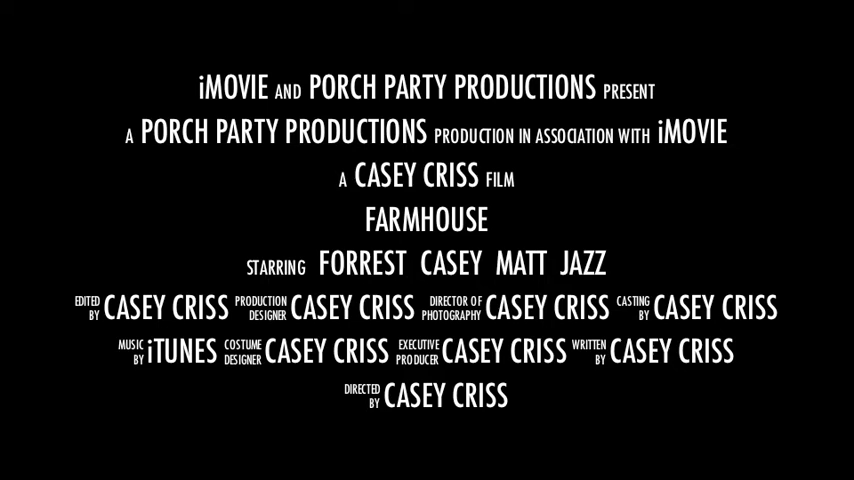 iMOVIE AND PORCH PARTY PRODUCTIONS PRESENT
A PORCH PARTY PRODUCTIONS PRODUCTION IN ASSOCIATION WITH iMOVIE
A CASEY CRISS FILM
FARMHOUSE
STARRING FORREST CASEY MATT JAZZ
EDITED BY CASEY CRISS PRODUCTION DESIGNER CASEY CRISS DIRECTOR OF PHOTOGRAPHY CASEY CRISS CASTING BY CASEY CRISS
MUSIC BY iTUNES COSTUME DESIGNER CASEY CRISS EXECUTIVE PRODUCER CASEY CRISS WRITTEN BY CASEY CRISS
DIRECTED BY CASEY CRISS